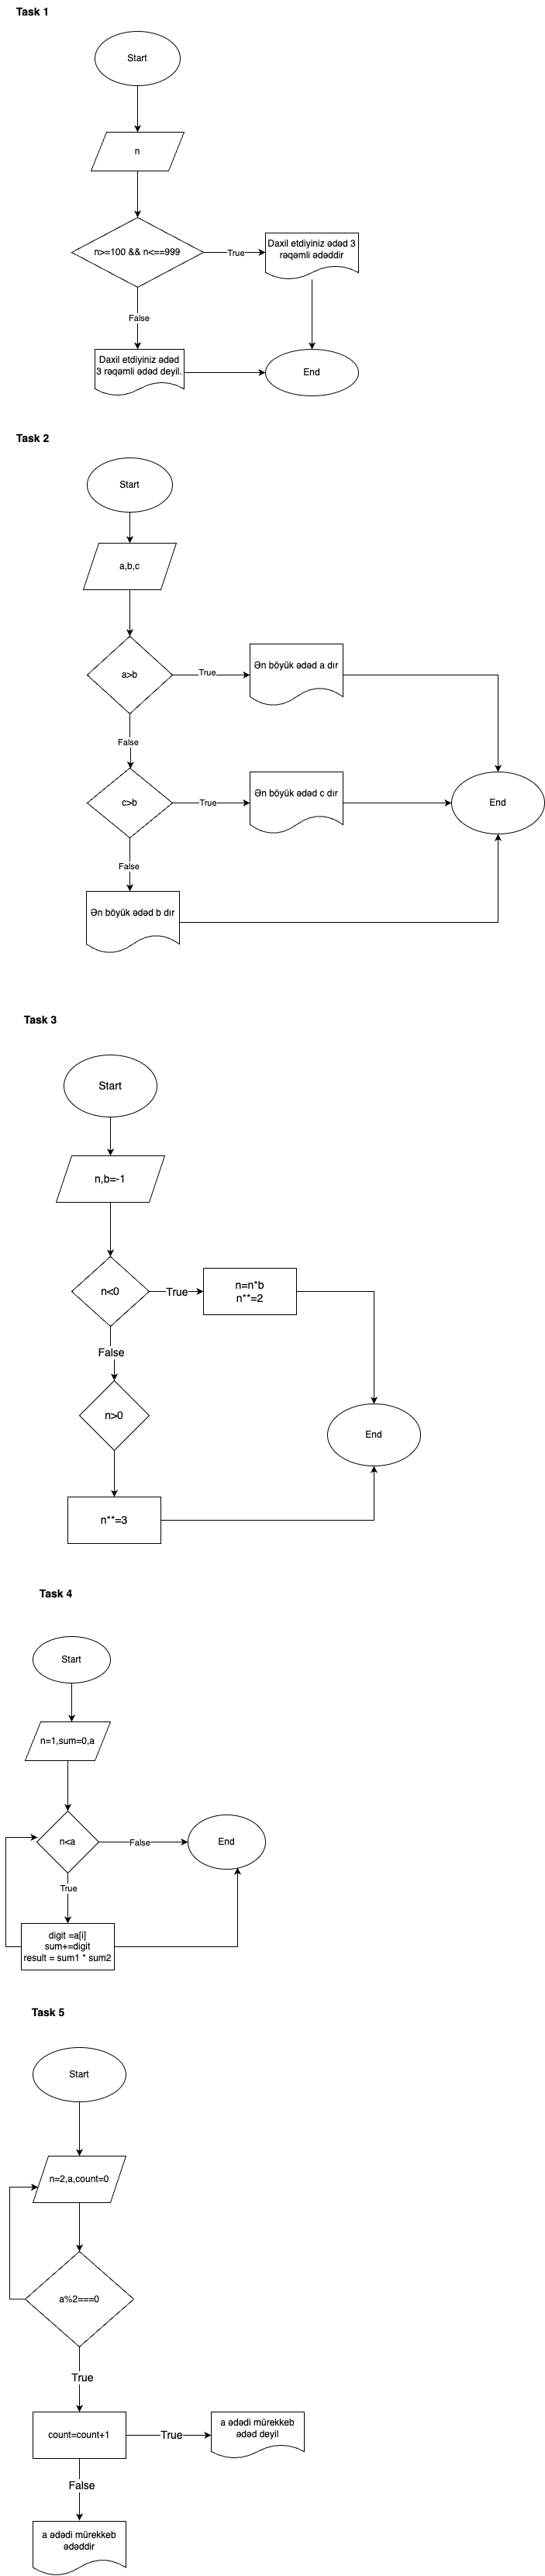 Task 1
Start
n
n>=100 && n<==999
True
Daxil etdiyiniz ədəd 3
rəqəmli ədəddir
False
Daxil etdiyiniz ədəd
3 rəqəmli ədəd deyil.
End
Task 2
Start
a,b,c
a>b
True
Ən böyük ədəd a dır
False
c>b
True
Ən böyük ədəd c dır
End
False
Ən böyük ədəd b dır
Task 3
Start
n,b=-1
n<0
True
n=n*b
n**=2
False
n>0
End
n**=3
Task 4
Start
n=1,sum=0,a
n<a
False
End
True
digit =a[i]
sum+=digit
result = sum1 * sum2
Task 5
Start
n=2,a,count=0
a%2===0
True
count=count+1
True
a ədədi mürekkeb
ədəd deyil
False
a ədədi mürekkeb
ədəddir